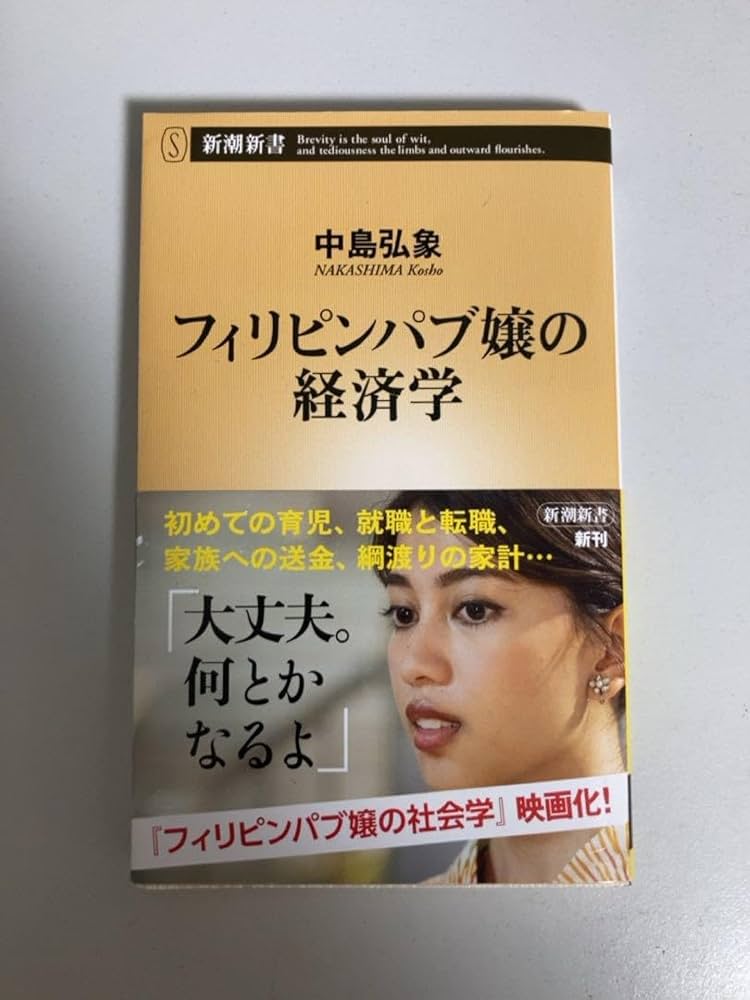 S 新潮新書 Brevity is the soul of wit,
and tediousness the limbs and outward flourishes.
中島弘象
NAKASHIMA Kosho
フィリピンパブ嬢の
経済学
初めての育児、就職と転職、
家族への送金、綱渡りの家計…
新潮新書
新刊
「大丈夫。
何とか
なるよ」
『フィリピンパブ嬢の社会学』映画化!